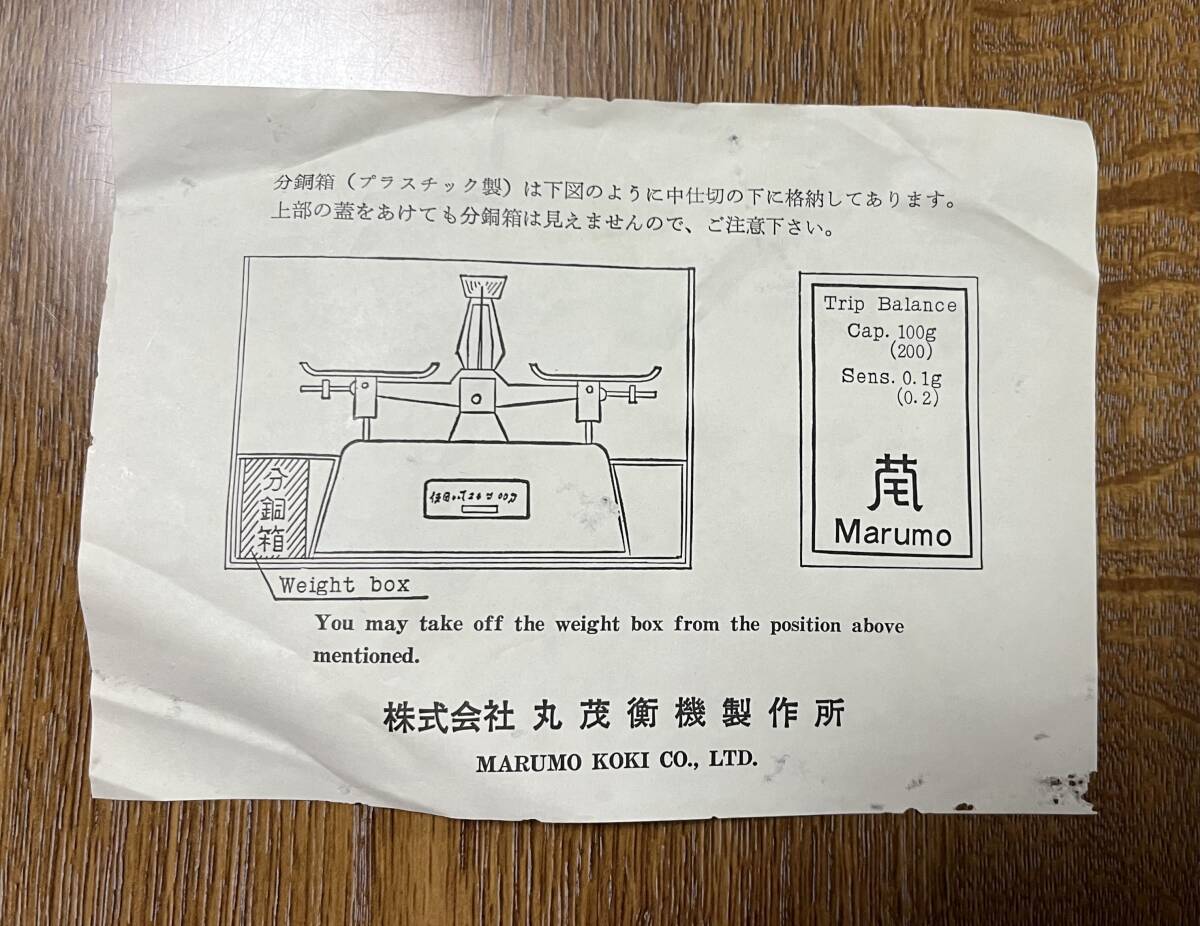 分銅箱（プラスチック製）は下図のように中仕切の下に格納してあります。
上部の蓋をあけても分銅箱は見えませんので、ご注意下さい。
Trip Balance
Cap. 100g
(200)
Sens. 0.1g
(0.2)
Marumo
分銅箱
Weight box
You may take off the weight box from the position above
mentioned.
株式会社 丸茂衡機製作所
MARUMO KOKI CO., LTD.